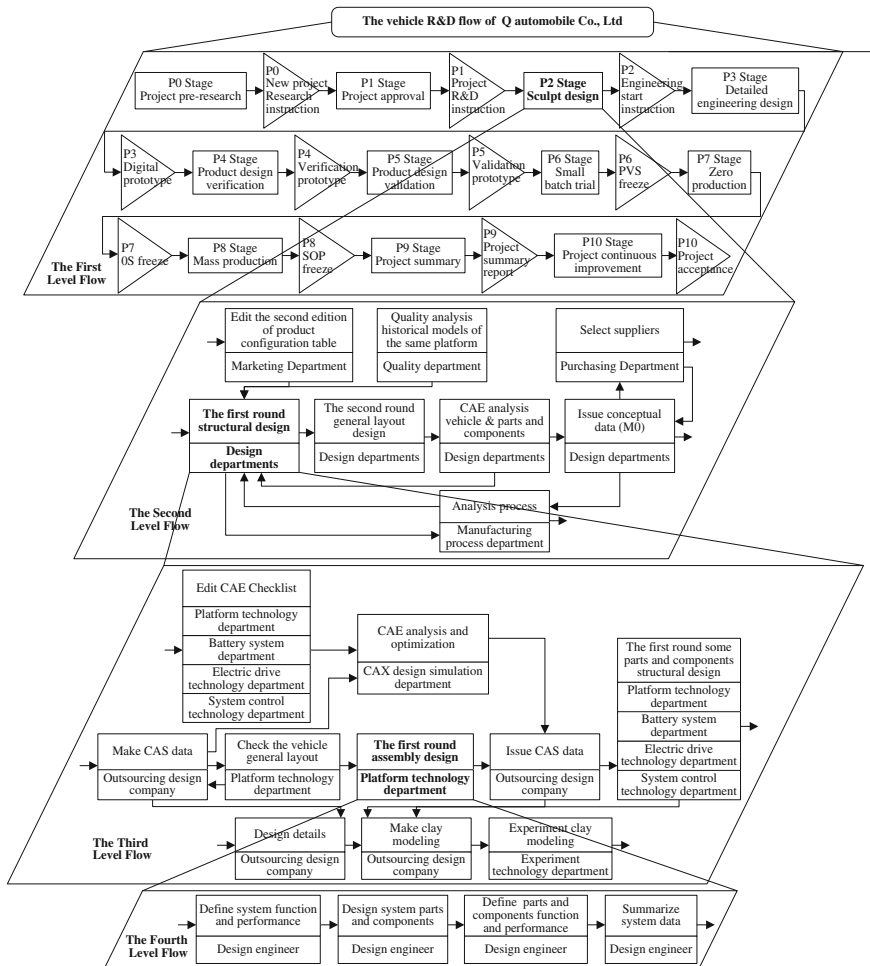 The vehicle R&D flow of Q automobile Co., Ltd
P0 Stage
Project pre-research
P0
New project
Research
instruction
P1 Stage
Project approval
P1
Project
R&D
instruction
P2 Stage
Sculpt design
P2
Engineering
start
instruction
P3 Stage
Detailed
engineering design
P3
Digital
prototype
P4 Stage
Product design
verification
P4
Verification
prototype
P5 Stage
Product design
validation
P5
Validation
prototype
P6 Stage
Small
batch trial
P6
PVS
freeze
P7 Stage
Zero
production
P7
0S freeze
P8 Stage
Mass production
P8
SOP
freeze
P9 Stage
Project summary
P9
Project
summary
report
P10 Stage
Project continuous
improvement
P10
Project
acceptance
The First
Level Flow
Edit the second edition
of product
configuration table
Marketing Department
Quality analysis
historical models of
the same platform
Quality department
Select suppliers
Purchasing Department
The first round
structural design
Design
departments
The second round
general layout
design
Design departments
CAE analysis
vehicle & parts and
components
Design departments
Issue conceptual
data (M0)
Design departments
Analysis process
Manufacturing
process department
The Second
Level Flow
Edit CAE Checklist
Platform technology
department
Battery system
department
Electric drive
technology department
System control
technology department
CAE analysis and
optimization
CAX design simulation
department
The first round some
parts and components
structural design
Platform technology
department
Battery system
department
Electric drive
technology department
System control
technology department
Make CAS data
Outsourcing design
company
Check the vehicle
general layout
Platform technology
department
The first round
assembly design
Platform technology
department
Issue CAS data
Outsourcing design
company
Design details
Outsourcing design
company
Make clay
modeling
Outsourcing design
company
Experiment clay
modeling
Experiment
technology department
The Third
Level Flow
Define system function
and performance
Design engineer
Design system parts
and components
Design engineer
Define parts and
components function
and performance
Design engineer
Summarize
system data
Design engineer
The Fourth
Level Flow